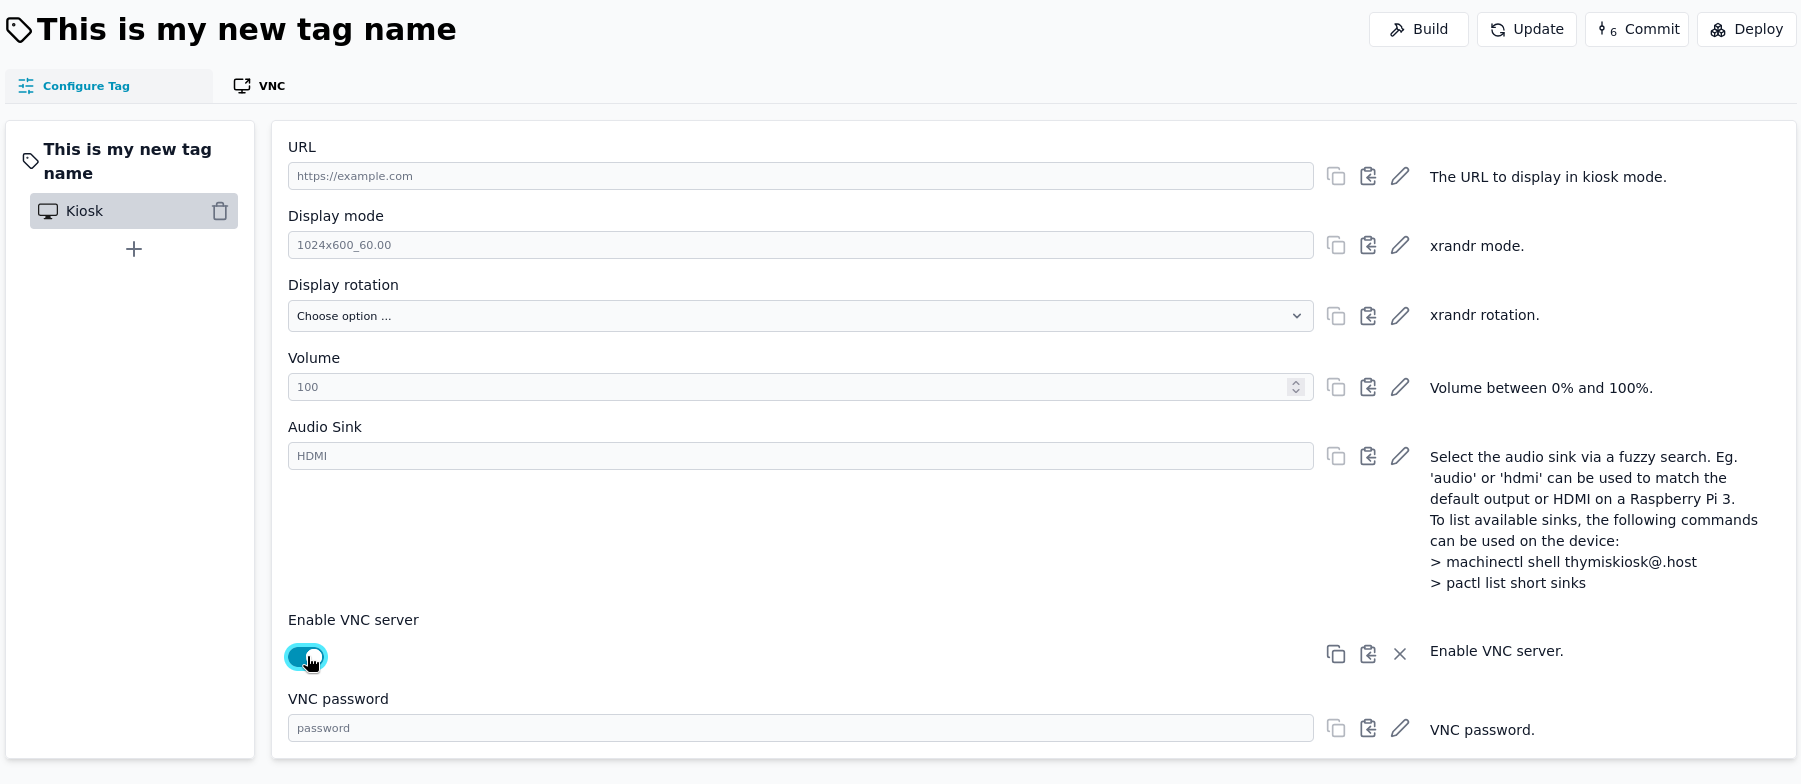 This is my new tag name
Build
Update
6 Commit
Deploy
Configure Tag
VNC
This is my new tag
name
Kiosk
URL
https://example.com
The URL to display in kiosk mode.
Display mode
1024x600_60.00
xrandr mode.
Display rotation
Choose option ...
xrandr rotation.
Volume
100
Volume between 0% and 100%.
Audio Sink
HDMI
Select the audio sink via a fuzzy search. Eg.
'audio' or 'hdmi' can be used to match the
default output or HDMI on a Raspberry Pi 3.
To list available sinks, the following commands
can be used on the device:
> machinectl shell thymiskiosk@.host
> pactl list short sinks
Enable VNC server
Enable VNC server.
VNC password
password
VNC password.